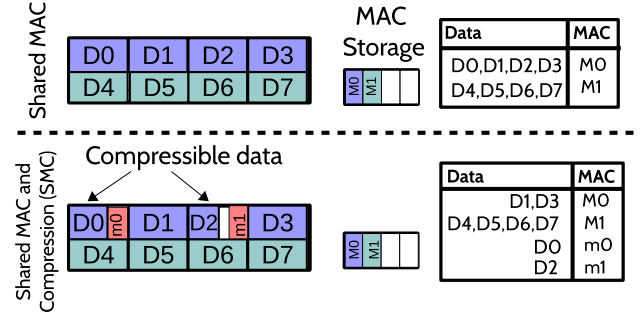 Shared MAC
D0 D1 D2 D3
D4 D5 D6 D7
MAC
Storage
M0 M1
Data MAC
D0,D1,D2,D3 M0
D4,D5,D6,D7 M1
Shared MAC and
Compression (SMC)
Compressible data
D0 m0 D1 D2 m1 D3
D4 D5 D6 D7
M0 M1
Data MAC
D1,D3 M0
D4,D5,D6,D7 M1
D0 m0
D2 m1